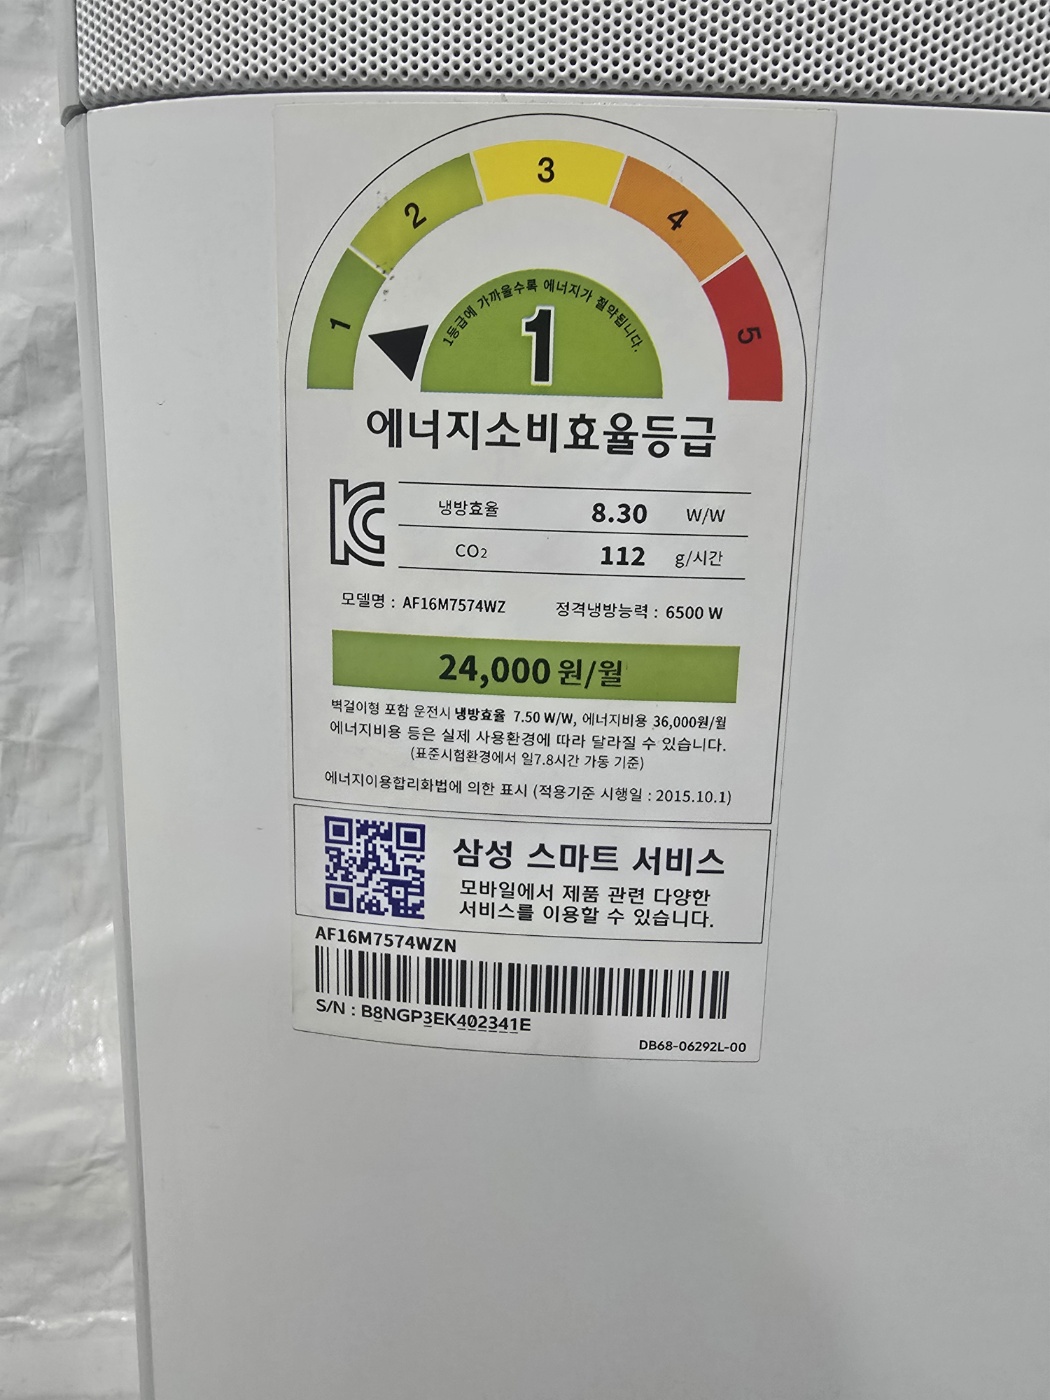 1
2
3
4
5
1등급에 가까울수록 에너지가 절약됩니다.
1
에너지소비효율등급
냉방효율 8.30 W/W
CO₂ 112 g/시간
모델명 : AF16M7574WZ 정격냉방능력 : 6500 W
24,000 원/월
벽걸이형 포함 운전시 냉방효율 7.50 W/W, 에너지비용 36,000원/월
에너지비용 등은 실제 사용환경에 따라 달라질 수 있습니다.
(표준시험환경에서 일7.8시간 가동 기준)
에너지이용합리화법에 의한 표시 (적용기준 시행일 : 2015.10.1)
삼성 스마트 서비스
모바일에서 제품 관련 다양한
서비스를 이용할 수 있습니다.
AF16M7574WZN
S/N : B8NGP3EK402341E
DB68-06292L-00